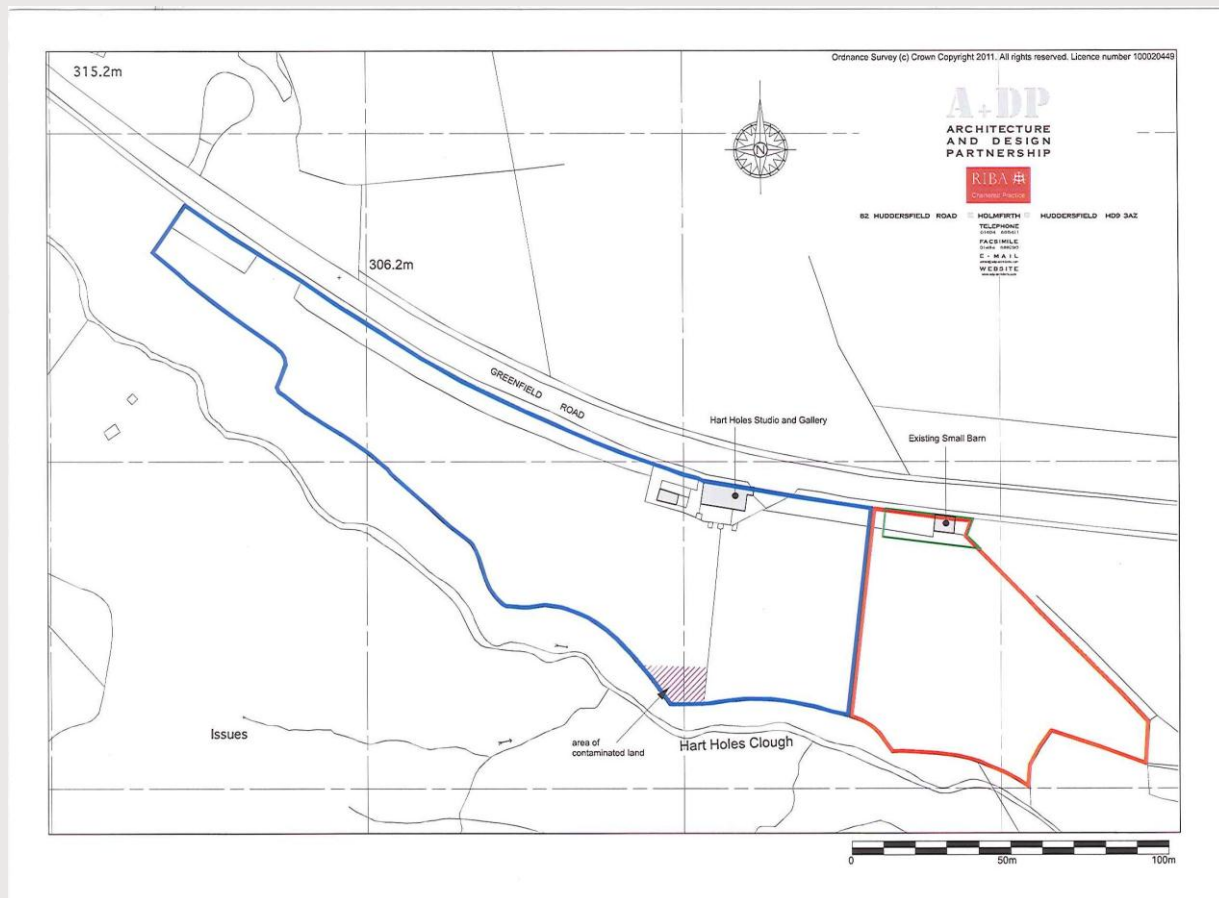 Ordnance Survey (c) Crown Copyright 2011. All rights reserved. Licence number 100020449
315.2m
A+DP
ARCHITECTURE
AND DESIGN
PARTNERSHIP
N
RIBA
Chartered Practice
82 HUDDERSFIELD ROAD HOLMFIRTH HUDDERSFIELD HD9 3AZ
TELEPHONE
FACSIMILE
E-MAIL
WEBSITE
306.2m
GREENFIELD ROAD
Hart Holes Studio and Gallery
Existing Small Barn
Issues
area of
contaminated land
Hart Holes Clough
0 50m 100m